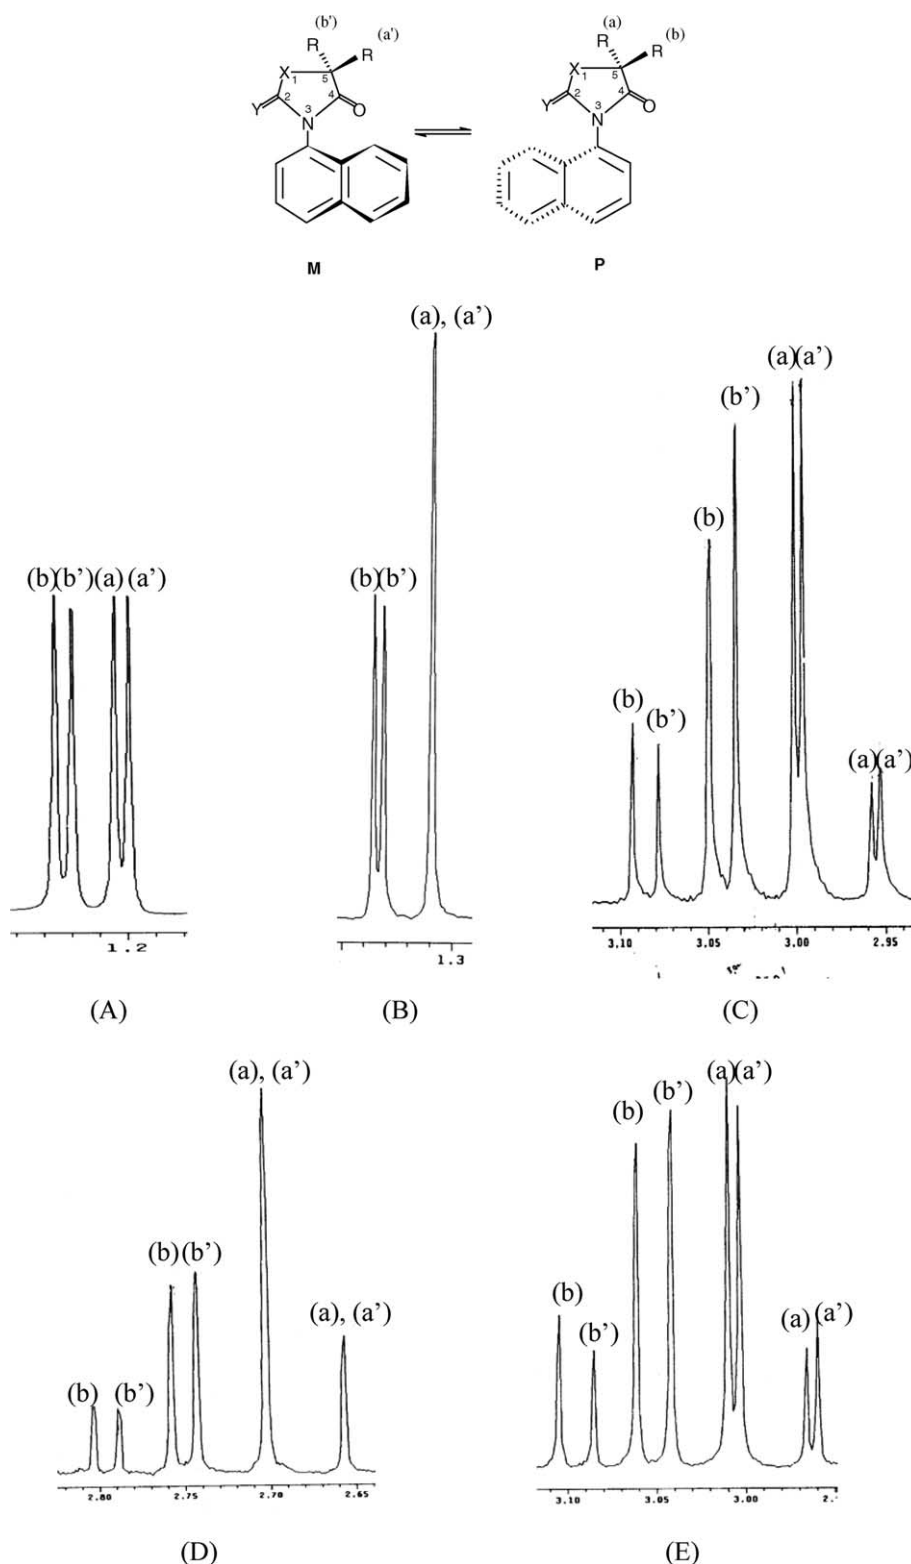 (b') (a') (a) (b)
R R R R
X 1 5 X 1 5
Y 2 3 4 O Y 2 3 4 O
N N
M P
(a), (a')
(a)(a')
(b')
(b)
(b)(b')(a) (a') (b)(b')
(b) (b') (a)(a')
1.2 1.3 3.10 3.05 3.00 2.95
(A) (B) (C)
(a), (a') (a)(a')
(b) (b')
(b) (b')
(a), (a') (b) (b') (a) (a')
(b) (b')
2.80 2.75 2.70 2.65 3.10 3.05 3.00
(D) (E)